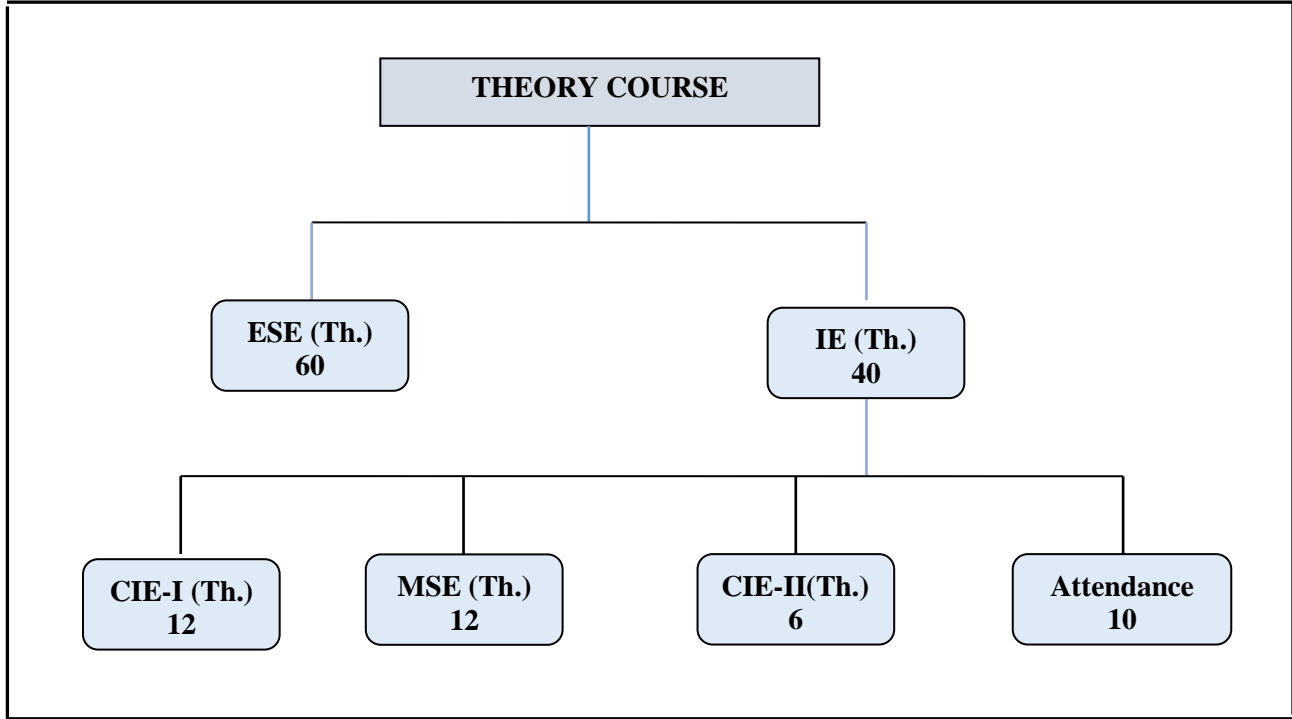 THEORY COURSE
ESE (Th.)
60
IE (Th.)
40
CIE-I (Th.)
12
MSE (Th.)
12
CIE-II(Th.)
6
Attendance
10